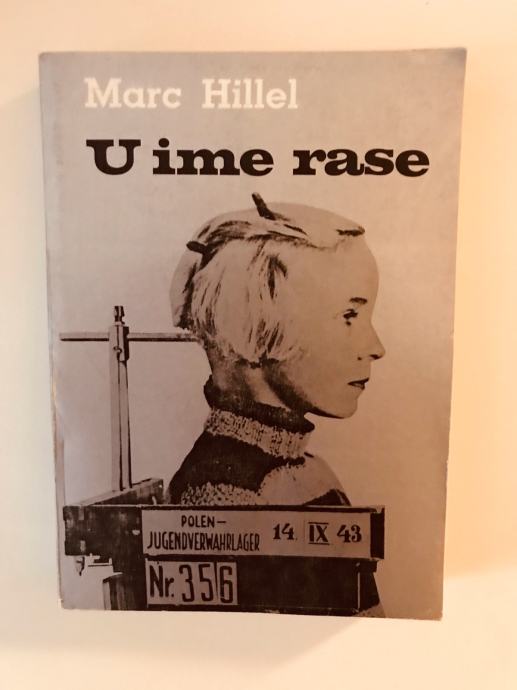 Marc Hillel
U ime rase
POLEN-
JUGENDVERWAHRLAGER
14. IX 43
Nr. 356